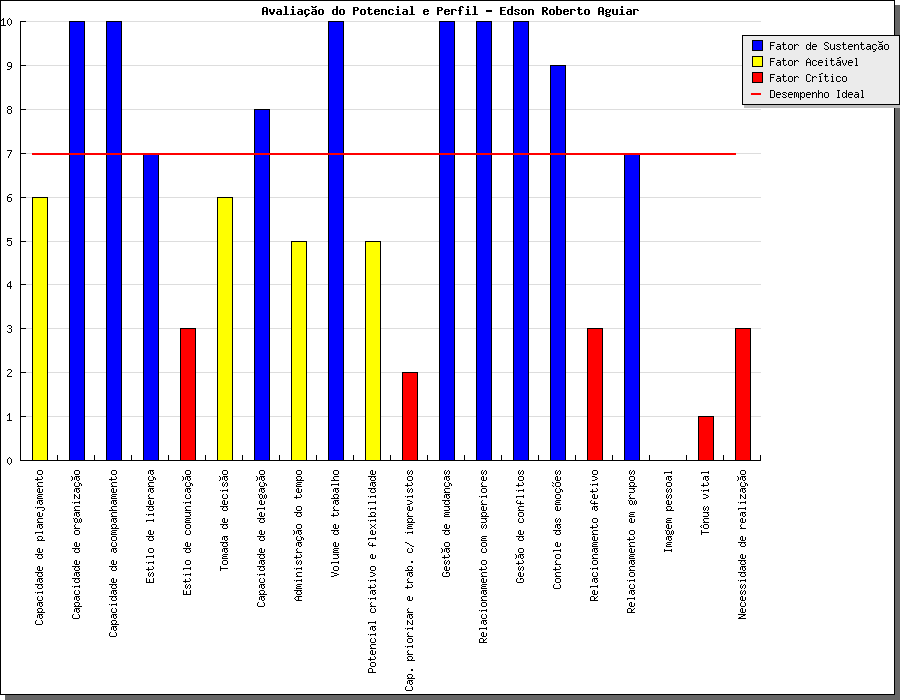 Avaliação do Potencial e Perfil - Edson Roberto Aguiar
10
9
8
7
6
5
4
3
2
1
0
Fator de Sustentação
Fator Aceitável
Fator Crítico
Desempenho Ideal
Capacidade de planejamento
Capacidade de organização
Capacidade de acompanhamento
Estilo de liderança
Estilo de comunicação
Tomada de decisão
Capacidade de delegação
Administração do tempo
Volume de trabalho
Potencial criativo e flexibilidade
Cap. priorizar e trab. c/ imprevistos
Gestão de mudanças
Relacionamento com superiores
Gestão de conflitos
Controle das emoções
Relacionamento afetivo
Relacionamento em grupos
Imagem pessoal
Tônus vital
Necessidade de realização